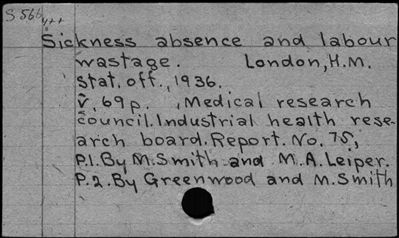 S 566
Sickness absence and labour
wastage. London, H.M.
stat. off., 1936.
v, 69 p. , Medical research
council. Industrial health rese-
arch board. Report. No. 75,
P.1. By M. Smith and M.A. Leiper.
P.2. By Greenwood and M. Smith